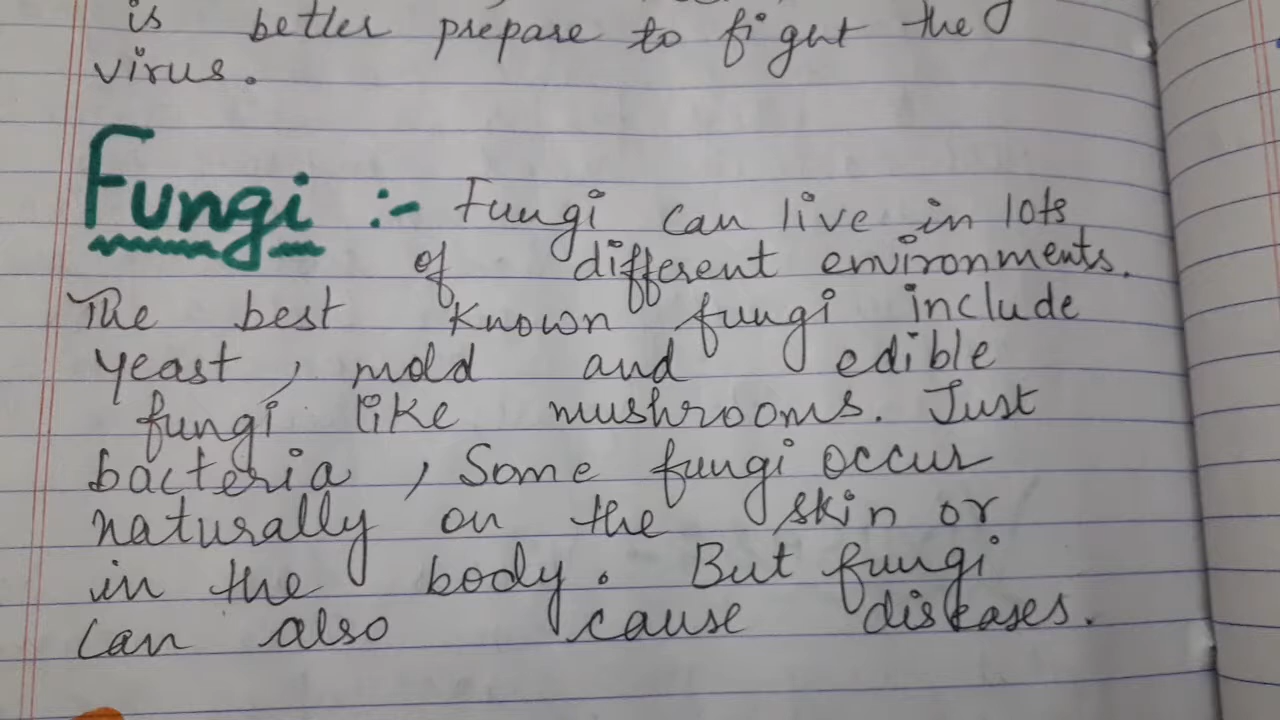 is better prepare to fight the
virus.
Fungi :- Fungi can live in lots
of different environments.
The best known fungi include
yeast, mold and edible
fungi like mushrooms. Just
bacteria, Some fungi occur
naturally on the skin or
in the body. But fungi
can also cause diseases.